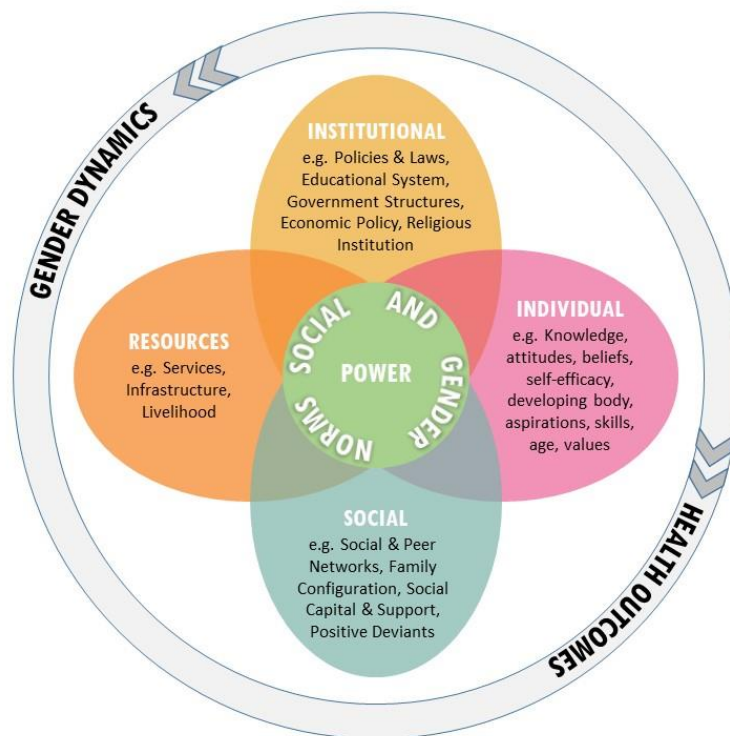 GENDER DYNAMICS
INSTITUTIONAL
e.g. Policies & Laws,
Educational System,
Government Structures,
Economic Policy, Religious
Institution
RESOURCES
e.g. Services,
Infrastructure,
Livelihood
SOCIAL AND GENDER NORMS
POWER
INDIVIDUAL
e.g. Knowledge,
attitudes, beliefs,
self-efficacy,
developing body,
aspirations, skills,
age, values
SOCIAL
e.g. Social & Peer
Networks, Family
Configuration, Social
Capital & Support,
Positive Deviants
HEALTH OUTCOMES